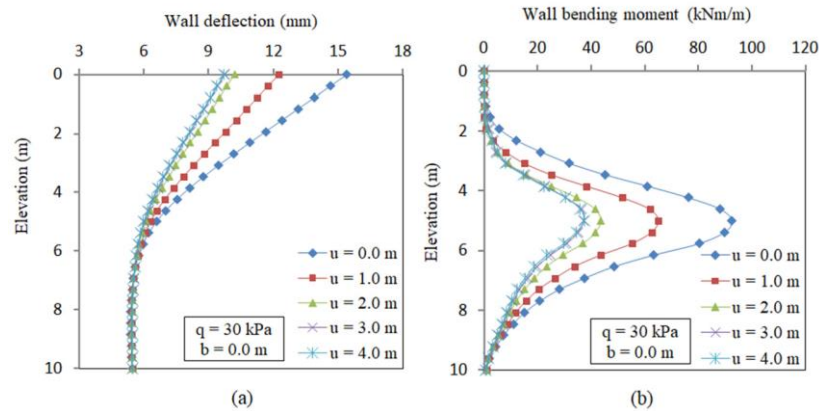 Wall deflection (mm)
3 6 9 12 15 18
0
2
4
6
8
10
Elevation (m)
u = 0.0 m
u = 1.0 m
u = 2.0 m
u = 3.0 m
u = 4.0 m
q = 30 kPa
b = 0.0 m
(a)
Wall bending moment (kNm/m)
0 20 40 60 80 100 120
0
2
4
6
8
10
Elevation (m)
u = 0.0 m
u = 1.0 m
u = 2.0 m
u = 3.0 m
u = 4.0 m
q = 30 kPa
b = 0.0 m
(b)